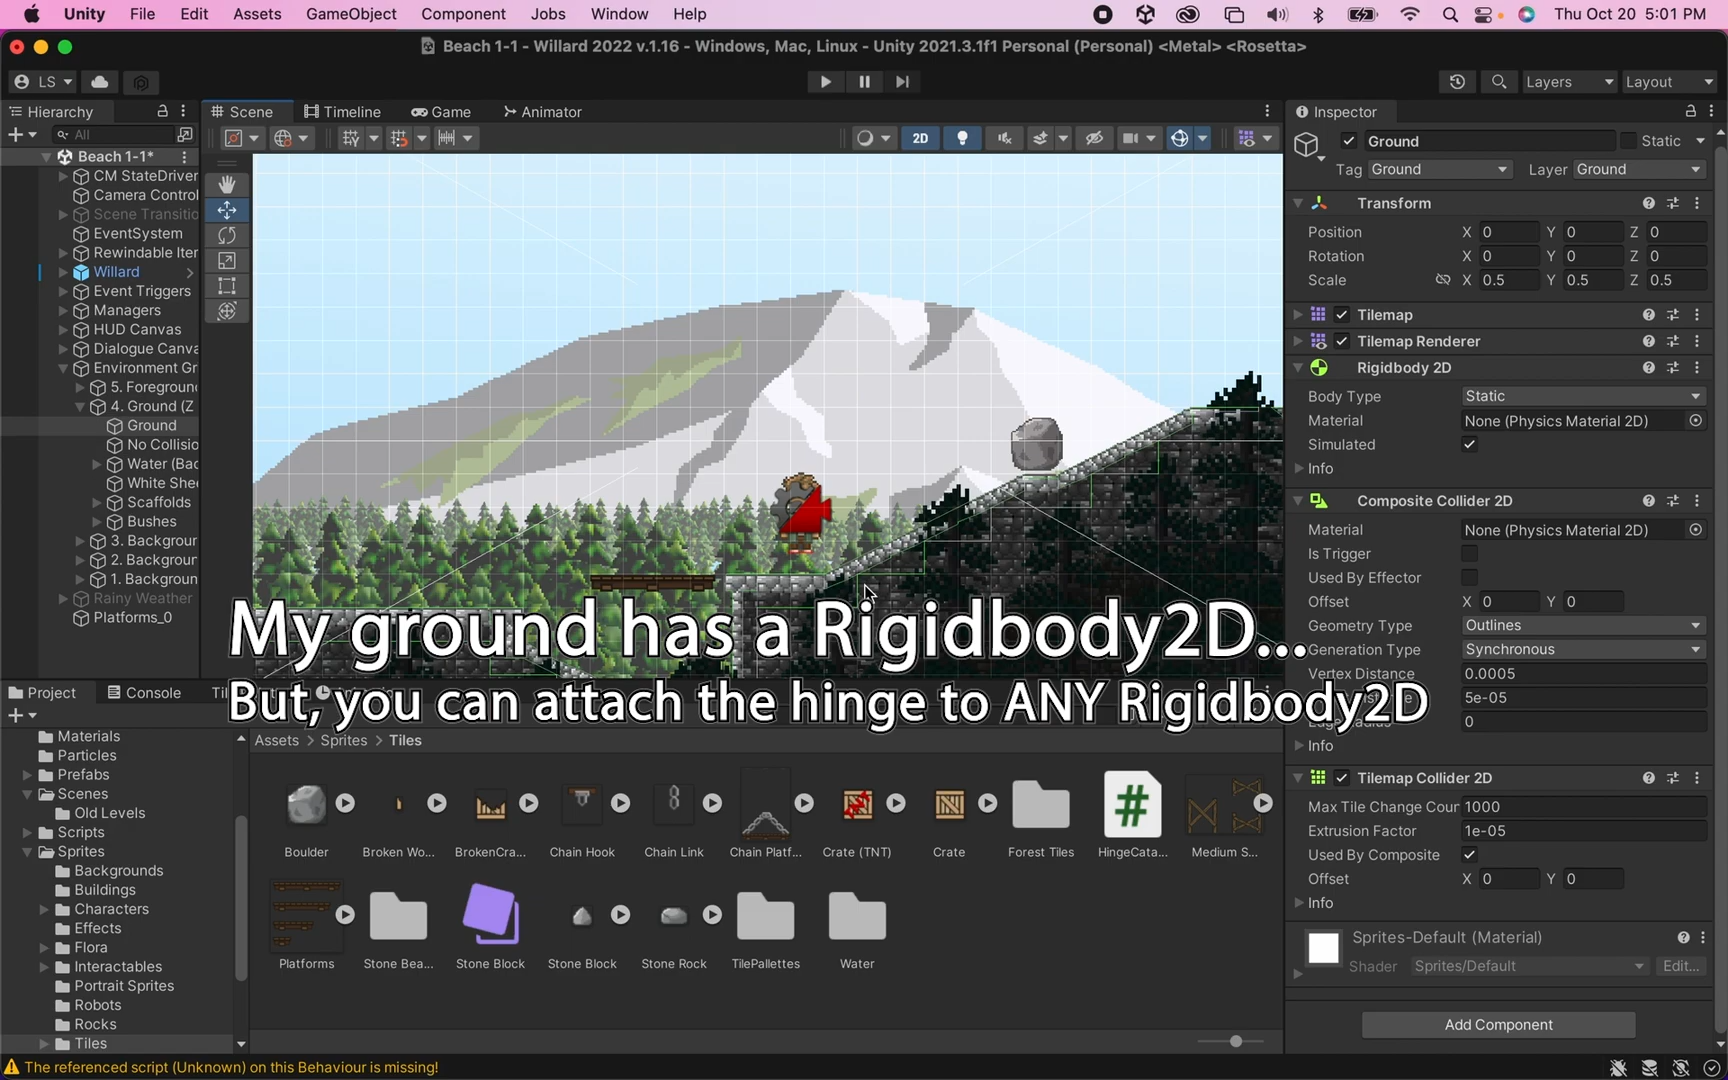 Unity File Edit Assets GameObject Component Jobs Window Help Thu Oct 20 5:01 PM
Beach 1-1 - Willard 2022 v.1.16 - Windows, Mac, Linux - Unity 2021.3.1f1 Personal (Personal) <Metal> <Rosetta>
LS Layers Layout
Hierarchy
All
Beach 1-1*
CM StateDriver
Camera Control
Scene Transitio
EventSystem
Rewindable Iter
Willard
Event Triggers
Managers
HUD Canvas
Dialogue Canva
Environment Gr
5. Foreground
4. Ground (Z
Ground
No Collisio
Water (Bac
White She
Scaffolds
Bushes
3. Backgrour
2. Backgroun
1. Backgroun
Rainy Weather
Platforms_0
Scene Timeline Game Animator
2D
My ground has a Rigidbody2D...
But, you can attach the hinge to ANY Rigidbody2D
Inspector
Ground Static
Tag Ground Layer Ground
Transform
Position X 0 Y 0 Z 0
Rotation X 0 Y 0 Z 0
Scale X 0.5 Y 0.5 Z 0.5
Tilemap
Tilemap Renderer
Rigidbody 2D
Body Type Static
Material None (Physics Material 2D)
Simulated
Info
Composite Collider 2D
Material None (Physics Material 2D)
Is Trigger
Used By Effector
Offset X 0 Y 0
Geometry Type Outlines
Generation Type Synchronous
Vertex Distance 0.0005
5e-05
0
Info
Tilemap Collider 2D
Max Tile Change Cour 1000
Extrusion Factor 1e-05
Used By Composite
Offset X 0 Y 0
Info
Sprites-Default (Material)
Shader Sprites/Default Edit...
Add Component
Project Console
Materials
Particles
Prefabs
Scenes
Old Levels
Scripts
Sprites
Backgrounds
Buildings
Characters
Effects
Flora
Interactables
Portrait Sprites
Robots
Rocks
Tiles
Assets > Sprites > Tiles
Boulder Broken Wo... BrokenCra... Chain Hook Chain Link Chain Platf... Crate (TNT) Crate Forest Tiles HingeCata... Medium S...
Platforms Stone Bea... Stone Block Stone Block Stone Rock TilePallettes Water
The referenced script (Unknown) on this Behaviour is missing!